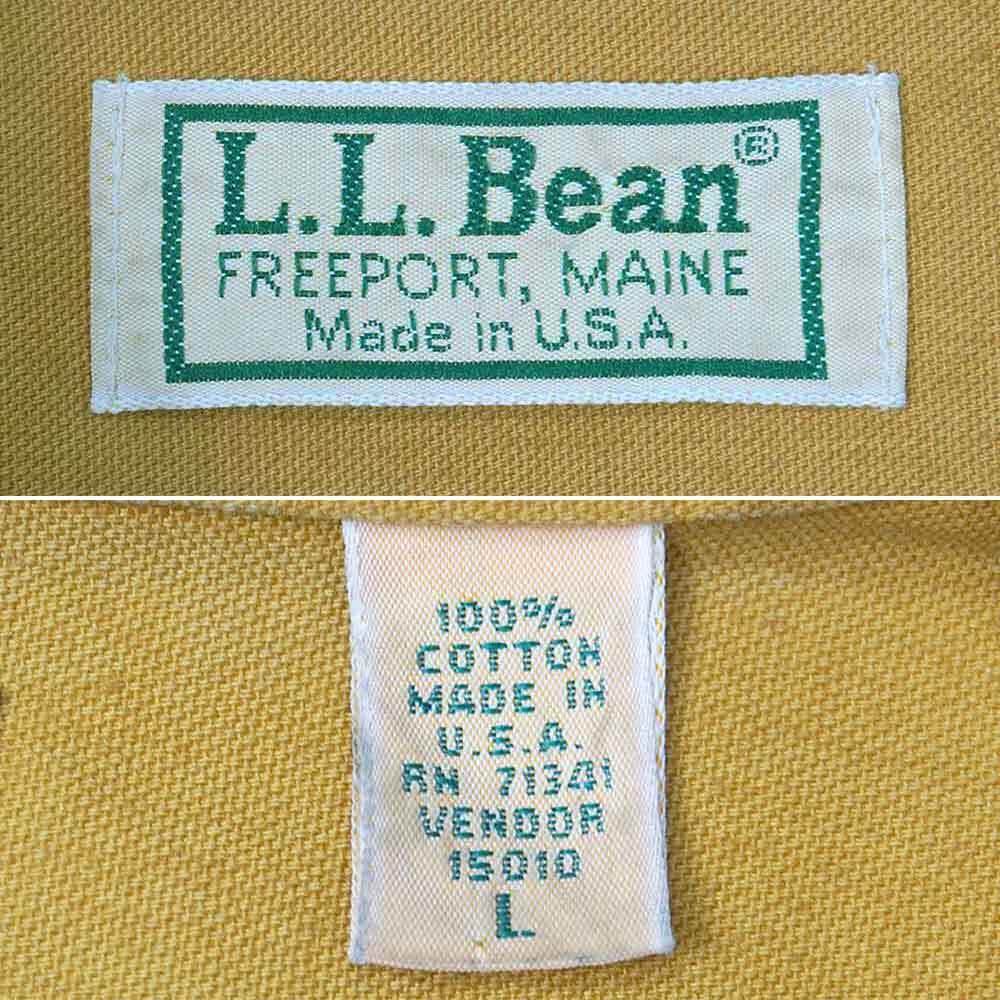 L.L.Bean®
FREEPORT, MAINE
Made in U.S.A.
100%
COTTON
MADE IN
U.S.A.
RN 71341
VENDOR
15010
L